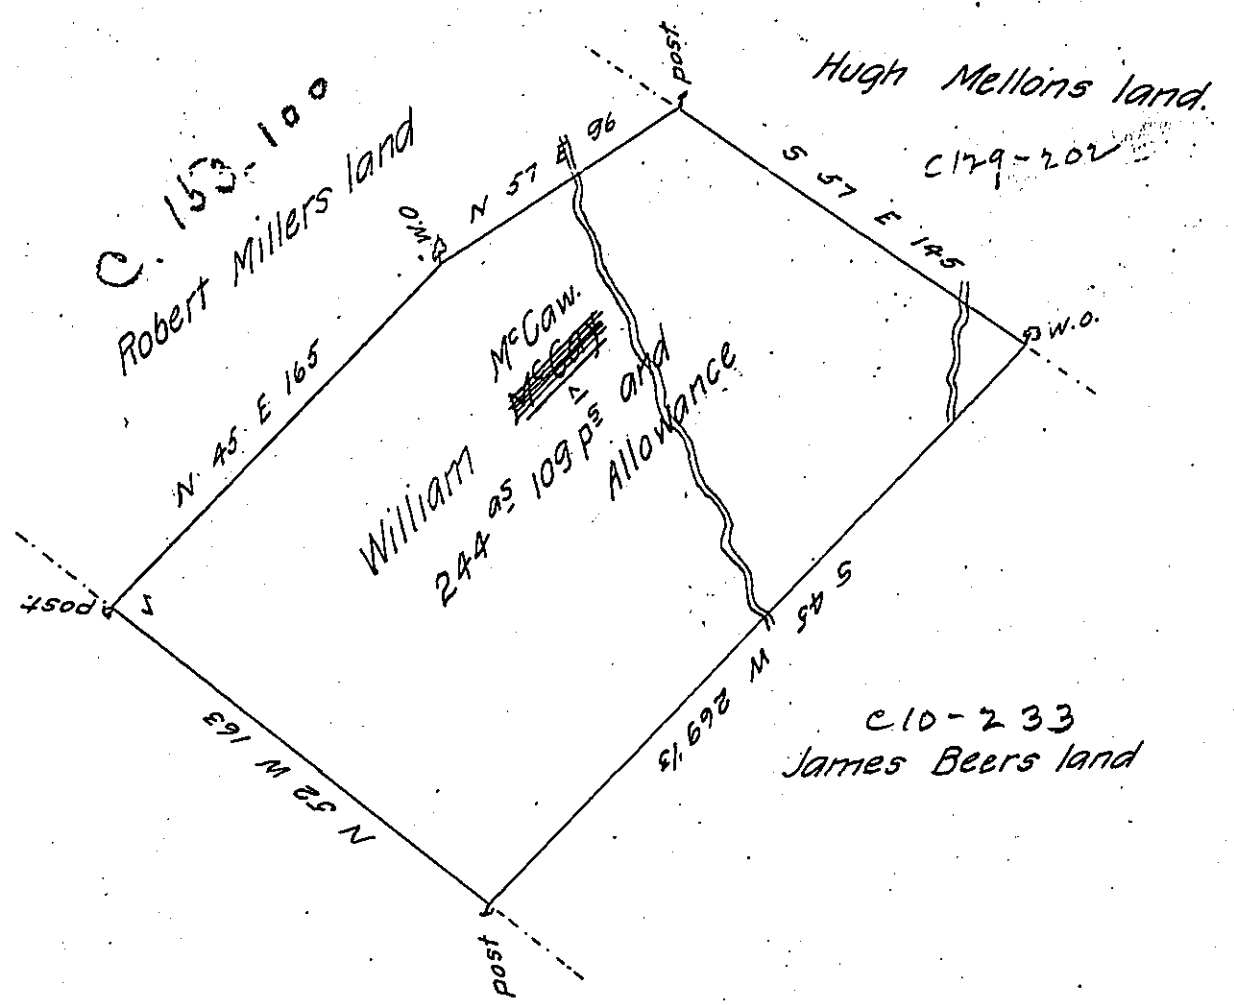 post.
Hugh Mellons land.
C129-202
C. 153-100
Robert Millers land
N 57 E 96
S 57 E 145
W.O.
W.O.
N. 45. E 165
William McCaw.
244 as 109 ps and
Allowance
post.
S 45 W 269.13
N 52 W 163
C10-233
James Beers land
post